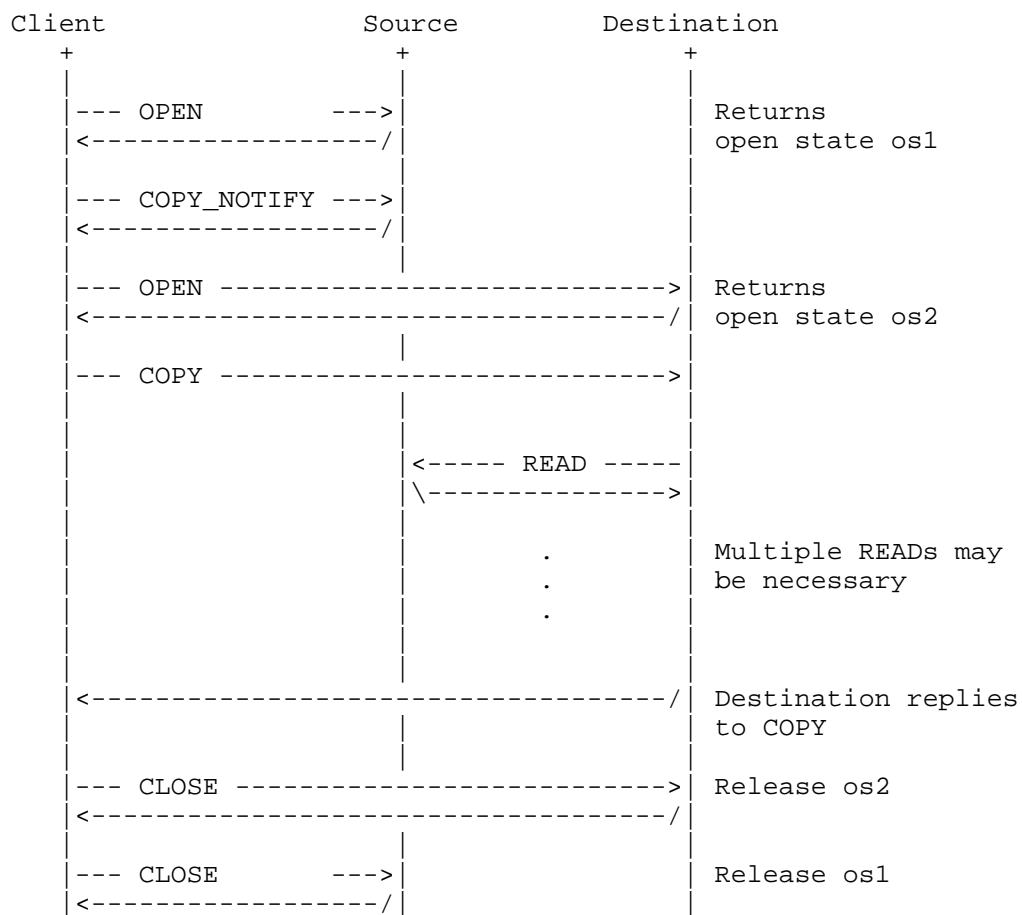 Client                Source         Destination
   +                    +                 +
   |                    |                 |
   |--- OPEN        --->|                 | Returns
   |<------------------/|                 | open state os1
   |                    |                 |
   |--- COPY_NOTIFY --->|                 |
   |<------------------/|                 |
   |                    |                 |
   |--- OPEN ---------------------------->| Returns
   |<------------------------------------/| open state os2
   |                    |                 |
   |--- COPY ---------------------------->|
   |                    |                 |
   |                    |                 |
   |                    |<----- READ -----|
   |                    |\--------------->|
   |                    |                 |
   |                    |        .        | Multiple READs may
   |                    |        .        | be necessary
   |                    |        .        |
   |                    |                 |
   |                    |                 |
   |<------------------------------------/| Destination replies
   |                    |                 | to COPY
   |                    |                 |
   |--- CLOSE --------------------------->| Release os2
   |<------------------------------------/|
   |                    |                 |
   |--- CLOSE       --->|                 | Release os1
   |<------------------/|                 |